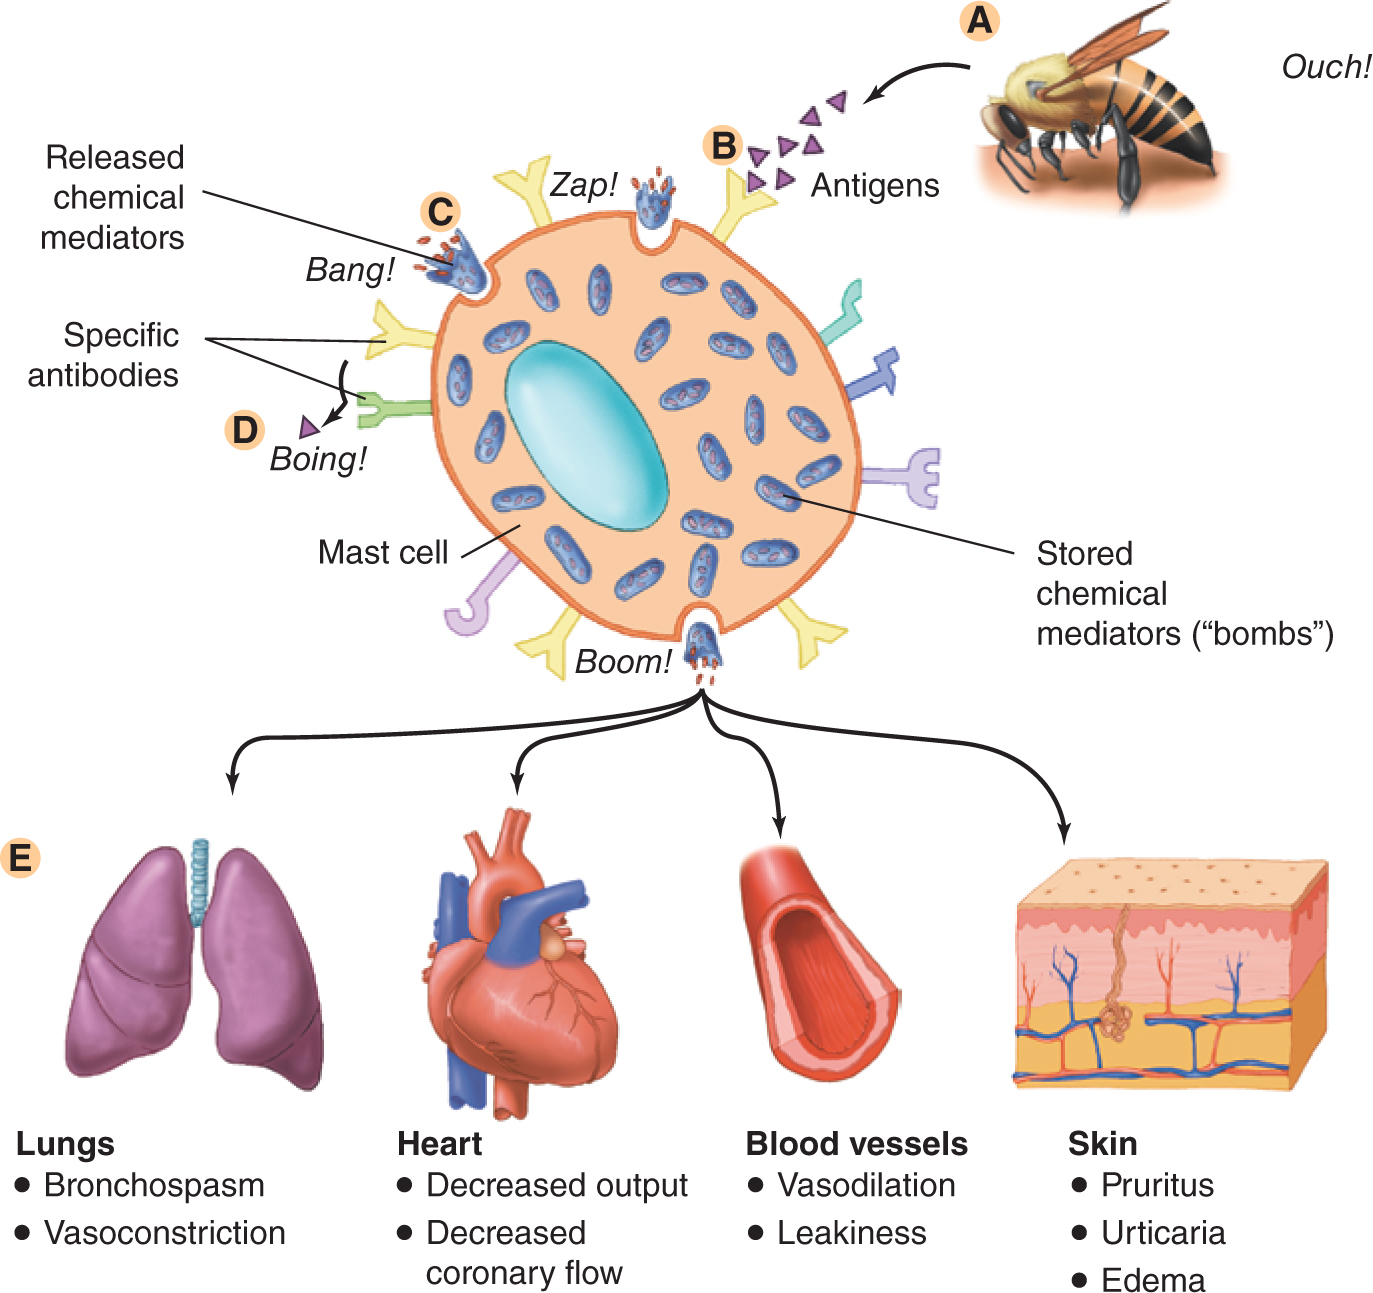 A
Ouch!
B
Antigens
Zap!
Released
chemical
mediators
C
Bang!
Specific
antibodies
D
Boing!
Mast cell
Stored
chemical
mediators (“bombs”)
Boom!
E
Lungs
● Bronchospasm
● Vasoconstriction
Heart
● Decreased output
● Decreased
coronary flow
Blood vessels
● Vasodilation
● Leakiness
Skin
● Pruritus
● Urticaria
● Edema